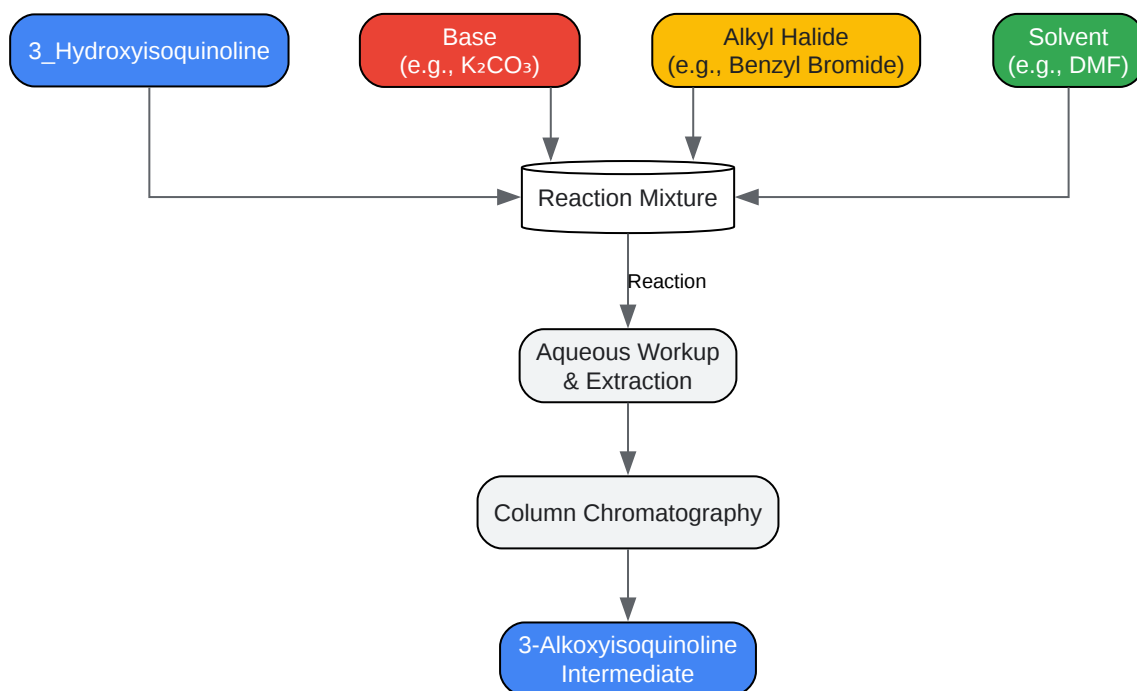 3_Hydroxyisoquinoline
Base
(e.g., K₂CO₃)
Alkyl Halide
(e.g., Benzyl Bromide)
Solvent
(e.g., DMF)
Reaction Mixture
Reaction
Aqueous Workup
& Extraction
Column Chromatography
3-Alkoxyisoquinoline
Intermediate